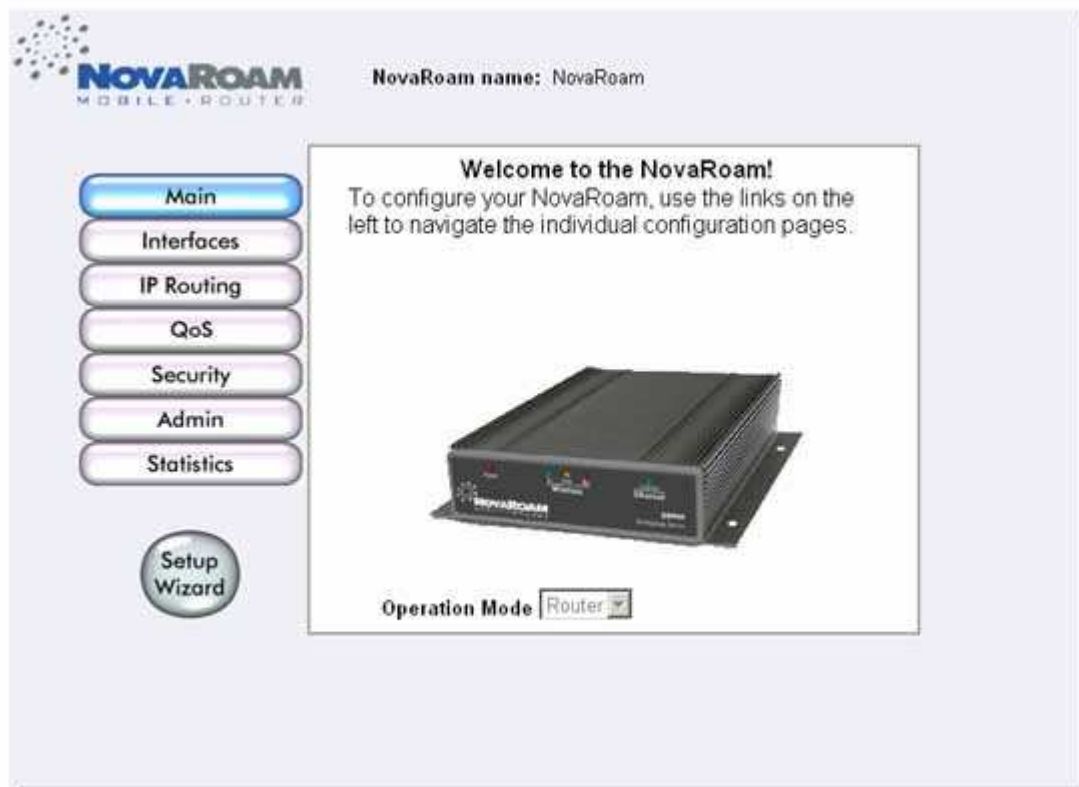 NOVAROAM
MOBILE • ROUTER
NovaRoam name: NovaRoam
Main
Interfaces
IP Routing
QoS
Security
Admin
Statistics
Setup
Wizard
Welcome to the NovaRoam!
To configure your NovaRoam, use the links on the
left to navigate the individual configuration pages.
NOVAROAM
Operation Mode Router